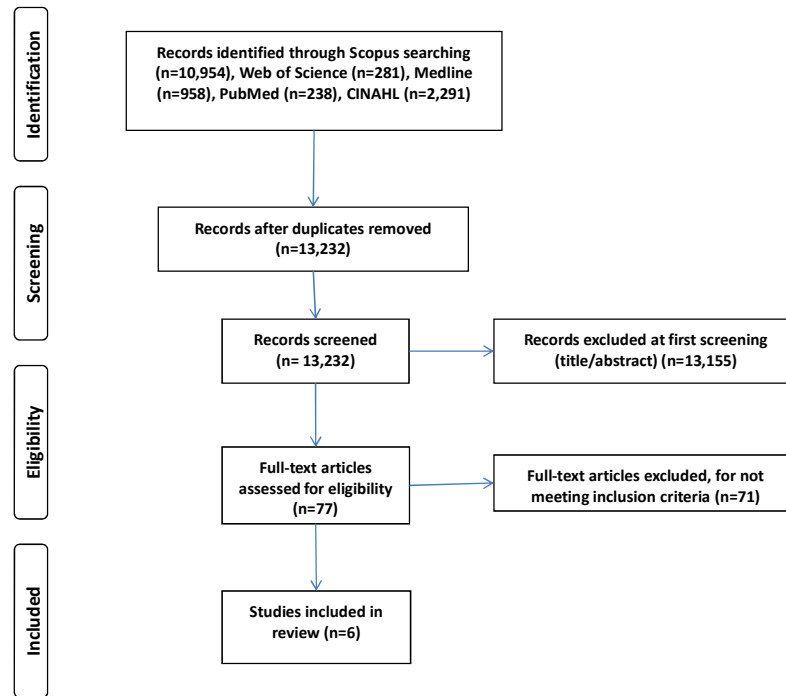 Identification
Records identified through Scopus searching
(n=10,954), Web of Science (n=281), Medline
(n=958), PubMed (n=238), CINAHL (n=2,291)
Screening
Records after duplicates removed
(n=13,232)
Records screened
(n= 13,232)
Records excluded at first screening
(title/abstract) (n=13,155)
Eligibility
Full-text articles
assessed for eligibility
(n=77)
Full-text articles excluded, for not
meeting inclusion criteria (n=71)
Included
Studies included in
review (n=6)